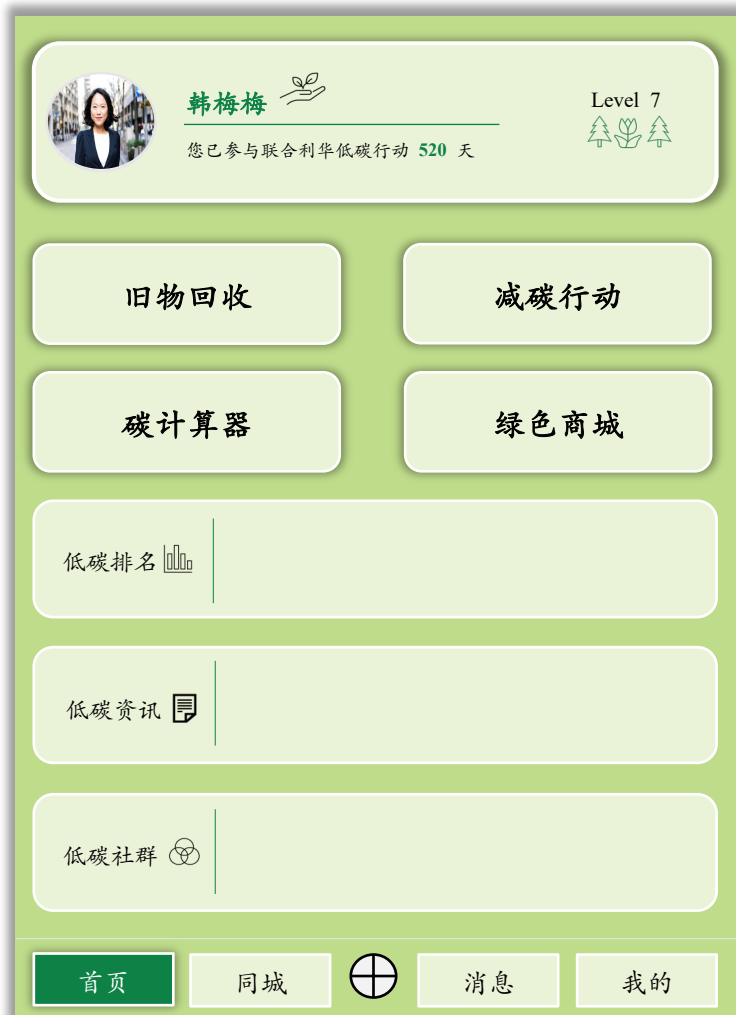 韩梅梅
Level 7
您已参与联合利华低碳行动 520 天
旧物回收
减碳行动
碳计算器
绿色商城
低碳排名
低碳资讯
低碳社群
首页
同城
消息
我的